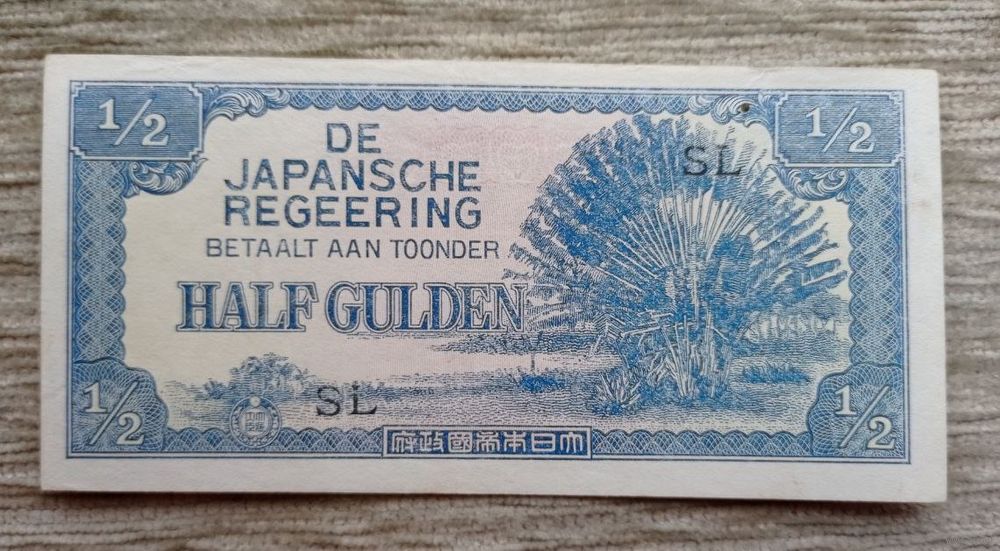 1/2
1/2
DE
JAPANSCHE
REGEERING
BETAALT AAN TOONDER
HALF GULDEN
SL
SL
1/2
1/2
府政國帝本日大